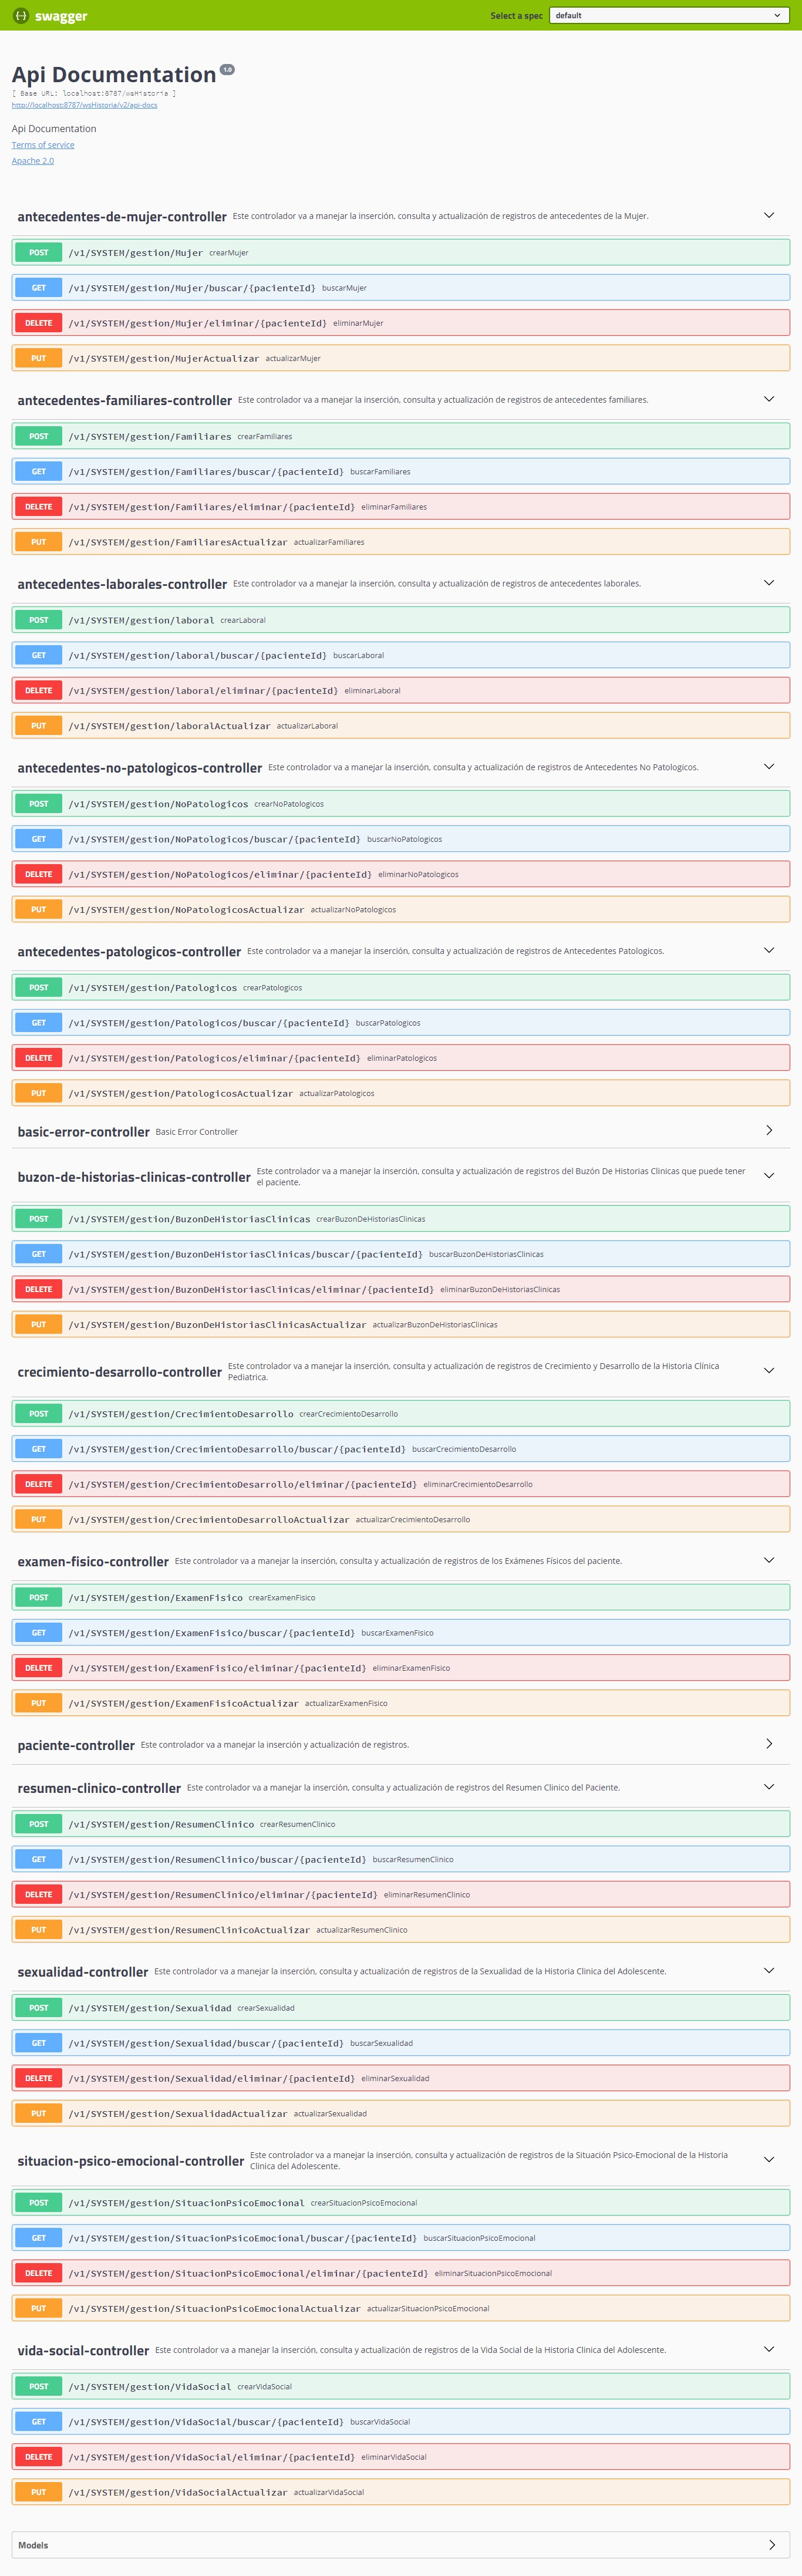 swagger
Select a spec default
Api Documentation 1.0
[ Base URL: localhost:8787/wsHistoria ]
http://localhost:8787/wsHistoria/v2/api-docs
Api Documentation
Terms of service
Apache 2.0
antecedentes-de-mujer-controller Este controlador va a manejar la inserción, consulta y actualización de registros de antecedentes de la Mujer.
POST /v1/SYSTEM/gestion/Mujer crearMujer
GET /v1/SYSTEM/gestion/Mujer/buscar/{pacienteId} buscarMujer
DELETE /v1/SYSTEM/gestion/Mujer/eliminar/{pacienteId} eliminarMujer
PUT /v1/SYSTEM/gestion/MujerActualizar actualizarMujer
antecedentes-familiares-controller Este controlador va a manejar la inserción, consulta y actualización de registros de antecedentes familiares.
POST /v1/SYSTEM/gestion/Familiares crearFamiliares
GET /v1/SYSTEM/gestion/Familiares/buscar/{pacienteId} buscarFamiliares
DELETE /v1/SYSTEM/gestion/Familiares/eliminar/{pacienteId} eliminarFamiliares
PUT /v1/SYSTEM/gestion/FamiliaresActualizar actualizarFamiliares
antecedentes-laborales-controller Este controlador va a manejar la inserción, consulta y actualización de registros de antecedentes laborales.
POST /v1/SYSTEM/gestion/laboral crearLaboral
GET /v1/SYSTEM/gestion/laboral/buscar/{pacienteId} buscarLaboral
DELETE /v1/SYSTEM/gestion/laboral/eliminar/{pacienteId} eliminarLaboral
PUT /v1/SYSTEM/gestion/laboralActualizar actualizarLaboral
antecedentes-no-patologicos-controller Este controlador va a manejar la inserción, consulta y actualización de registros de Antecedentes No Patologicos.
POST /v1/SYSTEM/gestion/NoPatologicos crearNoPatologicos
GET /v1/SYSTEM/gestion/NoPatologicos/buscar/{pacienteId} buscarNoPatologicos
DELETE /v1/SYSTEM/gestion/NoPatologicos/eliminar/{pacienteId} eliminarNoPatologicos
PUT /v1/SYSTEM/gestion/NoPatologicosActualizar actualizarNoPatologicos
antecedentes-patologicos-controller Este controlador va a manejar la inserción, consulta y actualización de registros de Antecedentes Patologicos.
POST /v1/SYSTEM/gestion/Patologicos crearPatologicos
GET /v1/SYSTEM/gestion/Patologicos/buscar/{pacienteId} buscarPatologicos
DELETE /v1/SYSTEM/gestion/Patologicos/eliminar/{pacienteId} eliminarPatologicos
PUT /v1/SYSTEM/gestion/PatologicosActualizar actualizarPatologicos
basic-error-controller Basic Error Controller
buzon-de-historias-clinicas-controller Este controlador va a manejar la inserción, consulta y actualización de registros del Buzón De Historias Clinicas que puede tener
el paciente.
POST /v1/SYSTEM/gestion/BuzonDeHistoriasClinicas crearBuzonDeHistoriasClinicas
GET /v1/SYSTEM/gestion/BuzonDeHistoriasClinicas/buscar/{pacienteId} buscarBuzonDeHistoriasClinicas
DELETE /v1/SYSTEM/gestion/BuzonDeHistoriasClinicas/eliminar/{pacienteId} eliminarBuzonDeHistoriasClinicas
PUT /v1/SYSTEM/gestion/BuzonDeHistoriasClinicasActualizar actualizarBuzonDeHistoriasClinicas
crecimiento-desarrollo-controller Este controlador va a manejar la inserción, consulta y actualización de registros de Crecimiento y Desarrollo de la Historia Clínica
Pediatrica.
POST /v1/SYSTEM/gestion/CrecimientoDesarrollo crearCrecimientoDesarrollo
GET /v1/SYSTEM/gestion/CrecimientoDesarrollo/buscar/{pacienteId} buscarCrecimientoDesarrollo
DELETE /v1/SYSTEM/gestion/CrecimientoDesarrollo/eliminar/{pacienteId} eliminarCrecimientoDesarrollo
PUT /v1/SYSTEM/gestion/CrecimientoDesarrolloActualizar actualizarCrecimientoDesarrollo
examen-fisico-controller Este controlador va a manejar la inserción, consulta y actualización de registros de los Exámenes Físicos del paciente.
POST /v1/SYSTEM/gestion/ExamenFisico crearExamenFisico
GET /v1/SYSTEM/gestion/ExamenFisico/buscar/{pacienteId} buscarExamenFisico
DELETE /v1/SYSTEM/gestion/ExamenFisico/eliminar/{pacienteId} eliminarExamenFisico
PUT /v1/SYSTEM/gestion/ExamenFisicoActualizar actualizarExamenFisico
paciente-controller Este controlador va a manejar la inserción y actualización de registros.
resumen-clinico-controller Este controlador va a manejar la inserción, consulta y actualización de registros del Resumen Clinico del Paciente.
POST /v1/SYSTEM/gestion/ResumenClinico crearResumenClinico
GET /v1/SYSTEM/gestion/ResumenClinico/buscar/{pacienteId} buscarResumenClinico
DELETE /v1/SYSTEM/gestion/ResumenClinico/eliminar/{pacienteId} eliminarResumenClinico
PUT /v1/SYSTEM/gestion/ResumenClinicoActualizar actualizarResumenClinico
sexualidad-controller Este controlador va a manejar la inserción, consulta y actualización de registros de la Sexualidad de la Historia Clinica del Adolescente.
POST /v1/SYSTEM/gestion/Sexualidad crearSexualidad
GET /v1/SYSTEM/gestion/Sexualidad/buscar/{pacienteId} buscarSexualidad
DELETE /v1/SYSTEM/gestion/Sexualidad/eliminar/{pacienteId} eliminarSexualidad
PUT /v1/SYSTEM/gestion/SexualidadActualizar actualizarSexualidad
situacion-psico-emocional-controller Este controlador va a manejar la inserción, consulta y actualización de registros de la Situación Psico-Emocional de la Historia
Clinica del Adolescente.
POST /v1/SYSTEM/gestion/SituacionPsicoEmocional crearSituacionPsicoEmocional
GET /v1/SYSTEM/gestion/SituacionPsicoEmocional/buscar/{pacienteId} buscarSituacionPsicoEmocional
DELETE /v1/SYSTEM/gestion/SituacionPsicoEmocional/eliminar/{pacienteId} eliminarSituacionPsicoEmocional
PUT /v1/SYSTEM/gestion/SituacionPsicoEmocionalActualizar actualizarSituacionPsicoEmocional
vida-social-controller Este controlador va a manejar la inserción, consulta y actualización de registros de la Vida Social de la Historia Clinica del Adolescente.
POST /v1/SYSTEM/gestion/VidaSocial crearVidaSocial
GET /v1/SYSTEM/gestion/VidaSocial/buscar/{pacienteId} buscarVidaSocial
DELETE /v1/SYSTEM/gestion/VidaSocial/eliminar/{pacienteId} eliminarVidaSocial
PUT /v1/SYSTEM/gestion/VidaSocialActualizar actualizarVidaSocial
Models